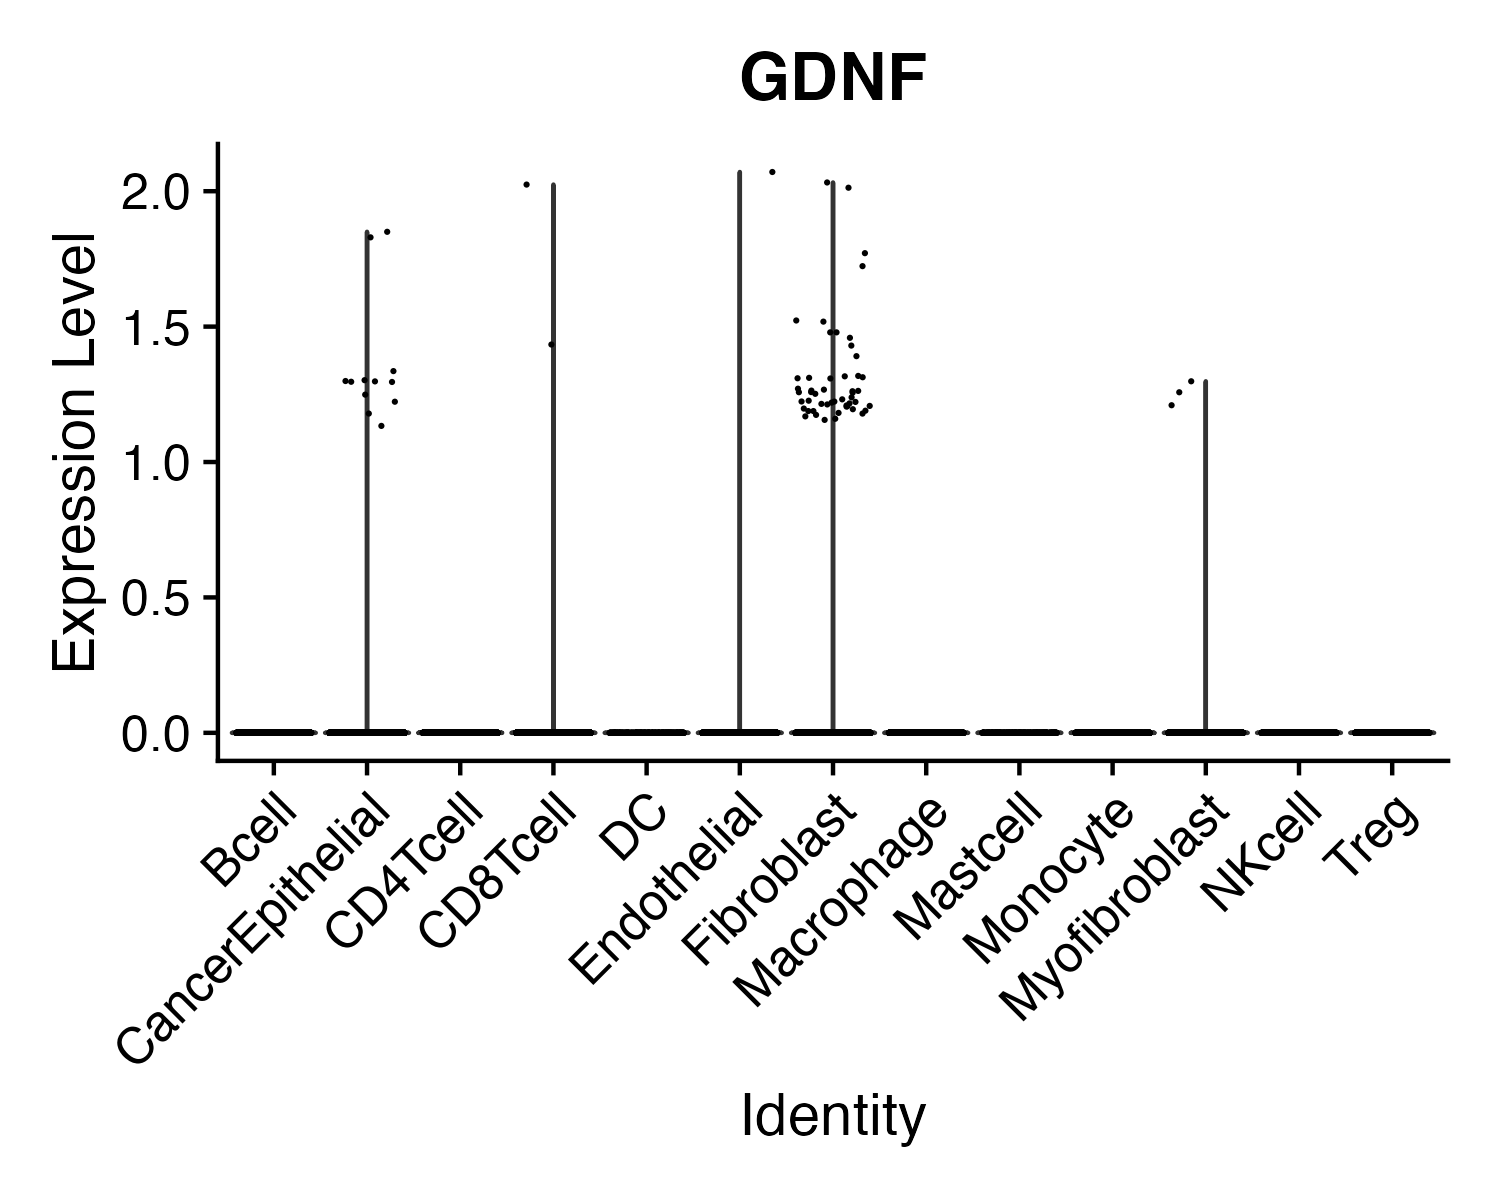 GDNF
Expression Level
2.0
1.5
1.0
0.5
0.0
Bcell
CancerEpithelial
CD4Tcell
CD8Tcell
DC
Endothelial
Fibroblast
Macrophage
Mastcell
Monocyte
Myofibroblast
NKcell
Treg
Identity